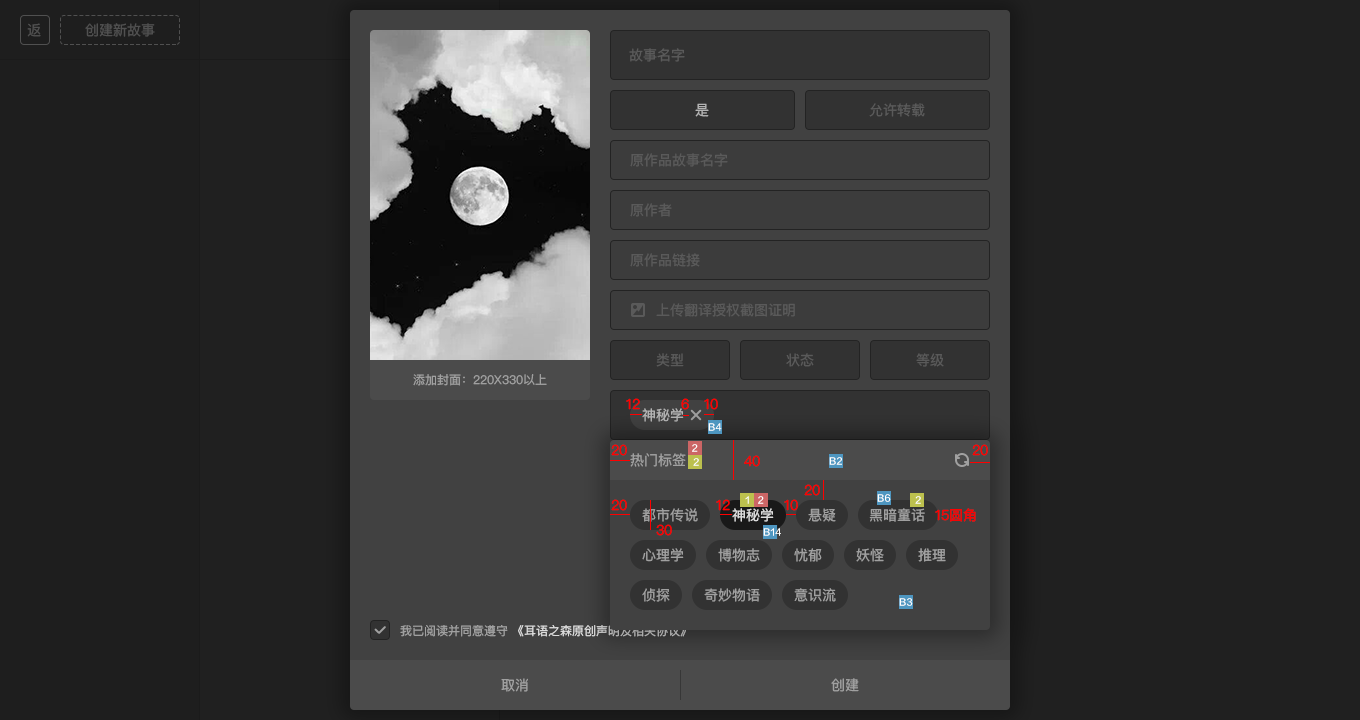 返 创建新故事
故事名字
是 允许转载
原作品故事名字
原作者
原作品链接
上传翻译授权截图证明
类型 状态 等级
添加封面：220X330以上
12 6 10
神秘学
B4
20 热门标签 2 2 40 B2 20
20 12 1 2 10 20 B6 2
都市传说 神秘学 悬疑 黑暗童话 15圆角
30 B14
心理学 博物志 忧郁 妖怪 推理
侦探 奇妙物语 意识流 B3
我已阅读并同意遵守 《耳语之森原创声明及相关协议》
取消 创建